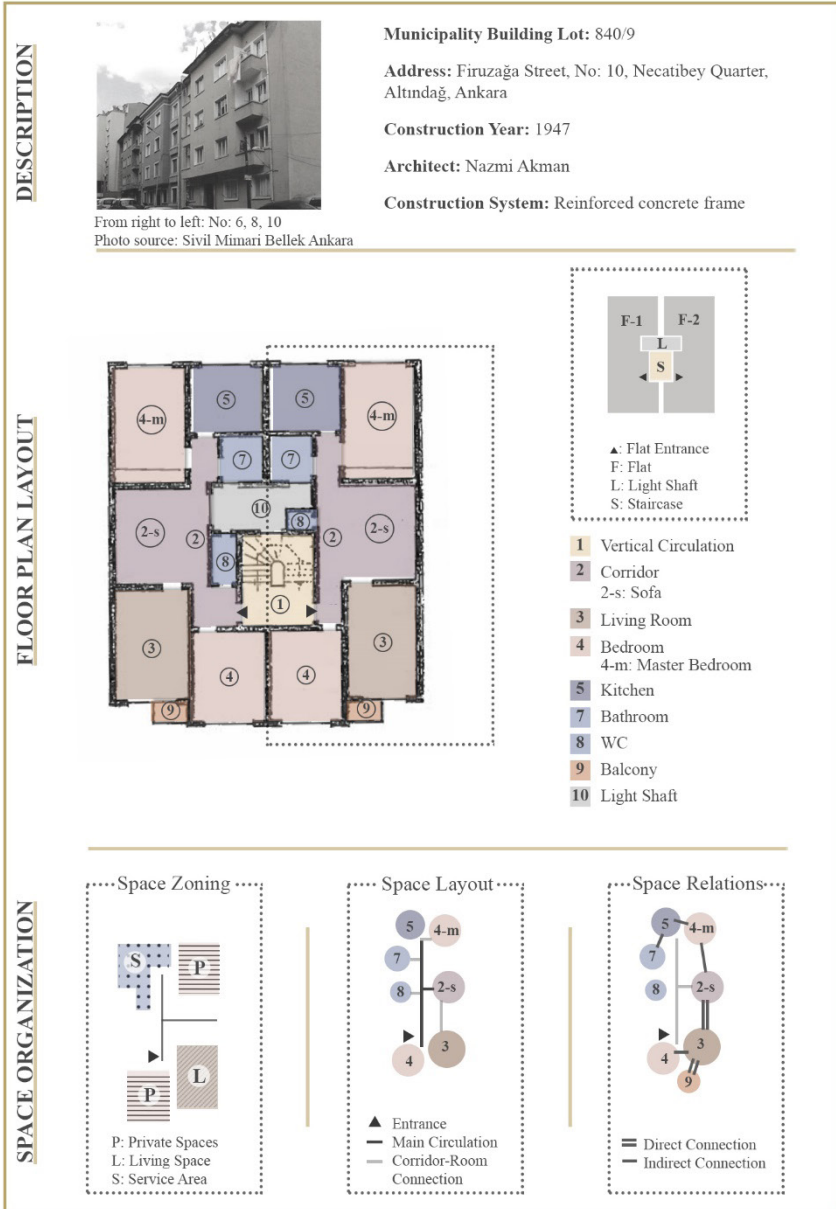 DESCRIPTION
Municipality Building Lot: 840/9
Address: Firuzağa Street, No: 10, Necatibey Quarter,
Altındağ, Ankara
Construction Year: 1947
Architect: Nazmi Akman
Construction System: Reinforced concrete frame
From right to left: No: 6, 8, 10
Photo source: Sivil Mimari Bellek Ankara
FLOOR PLAN LAYOUT
4-m
5
5
4-m
7
7
10
2-s
2
8
2
2-s
8
1
3
3
4
4
9
9
F-1
F-2
L
S
▲: Flat Entrance
F: Flat
L: Light Shaft
S: Staircase
1 Vertical Circulation
2 Corridor
2-s: Sofa
3 Living Room
4 Bedroom
4-m: Master Bedroom
5 Kitchen
7 Bathroom
8 WC
9 Balcony
10 Light Shaft
SPACE ORGANIZATION
Space Zoning
S
P
P
L
P: Private Spaces
L: Living Space
S: Service Area
Space Layout
5
4-m
7
8
2-s
4
3
▲ Entrance
Main Circulation
Corridor-Room
Connection
Space Relations
5
4-m
7
8
2-s
3
4
9
Direct Connection
Indirect Connection